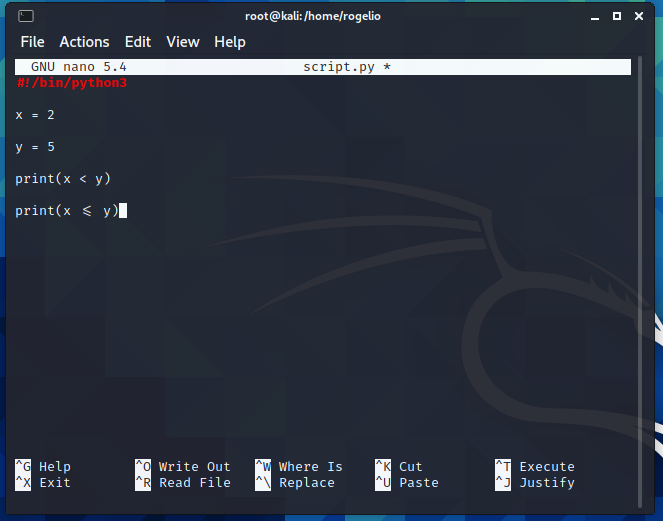 root@kali: /home/rogelio
File Actions Edit View Help
GNU nano 5.4 script.py *
#!/bin/python3
x = 2
y = 5
print(x < y)
print(x ⩽ y)
^G Help ^O Write Out ^W Where Is ^K Cut ^T Execute
^X Exit ^R Read File ^\ Replace ^U Paste ^J Justify